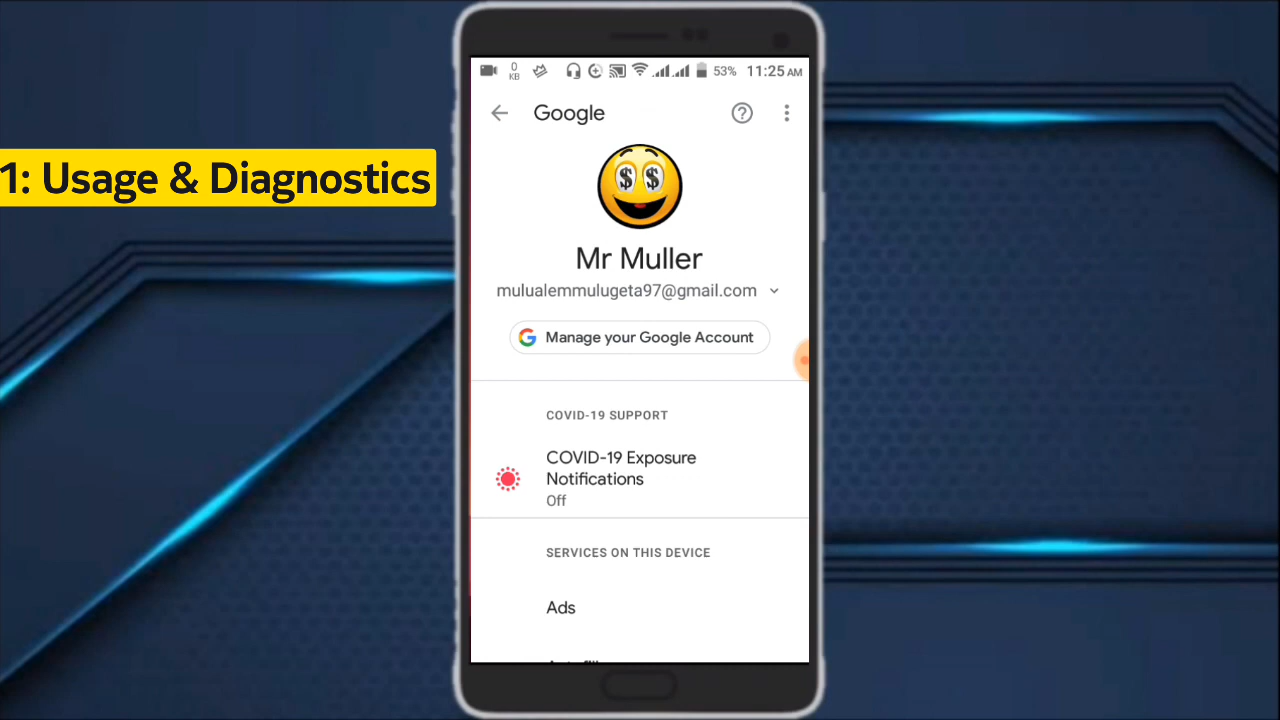 0
KB
53% 11:25 AM
Google
1: Usage & Diagnostics
$ $
Mr Muller
mulualemmulugeta97@gmail.com
G Manage your Google Account
COVID-19 SUPPORT
COVID-19 Exposure
Notifications
Off
SERVICES ON THIS DEVICE
Ads